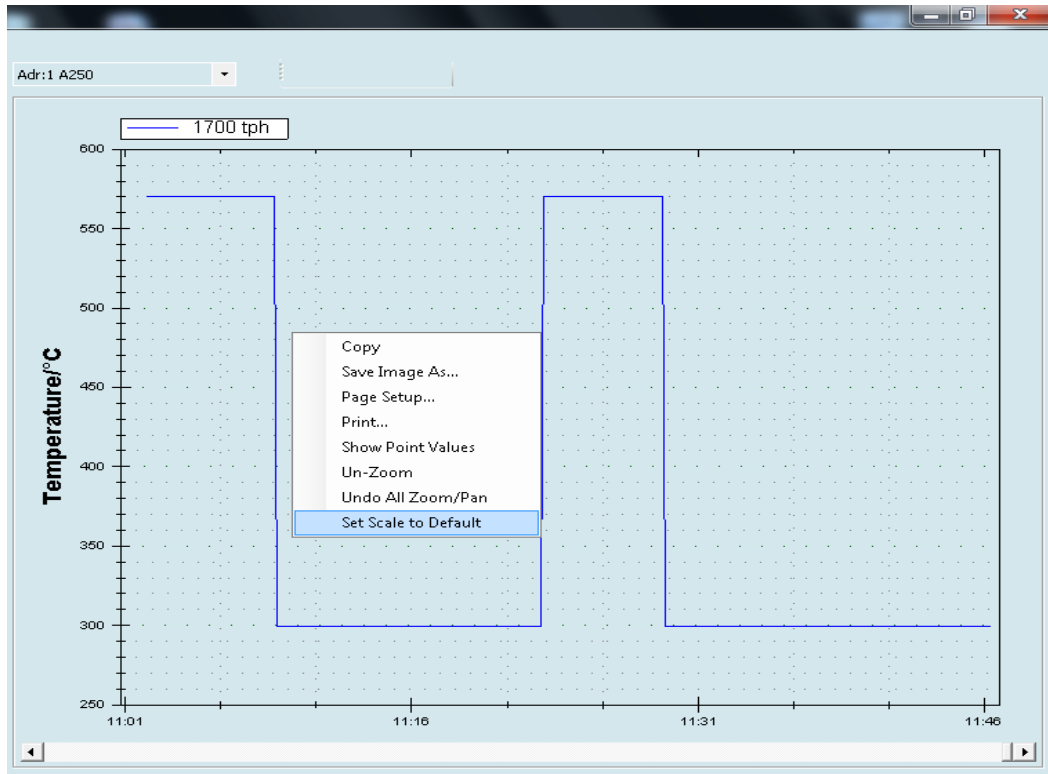 Adr:1 A250
1700 tph
600
550
500
450
400
350
300
250
Temperature/°C
Copy
Save Image As...
Page Setup...
Print...
Show Point Values
Un-Zoom
Undo All Zoom/Pan
Set Scale to Default
11:01 11:16 11:31 11:46